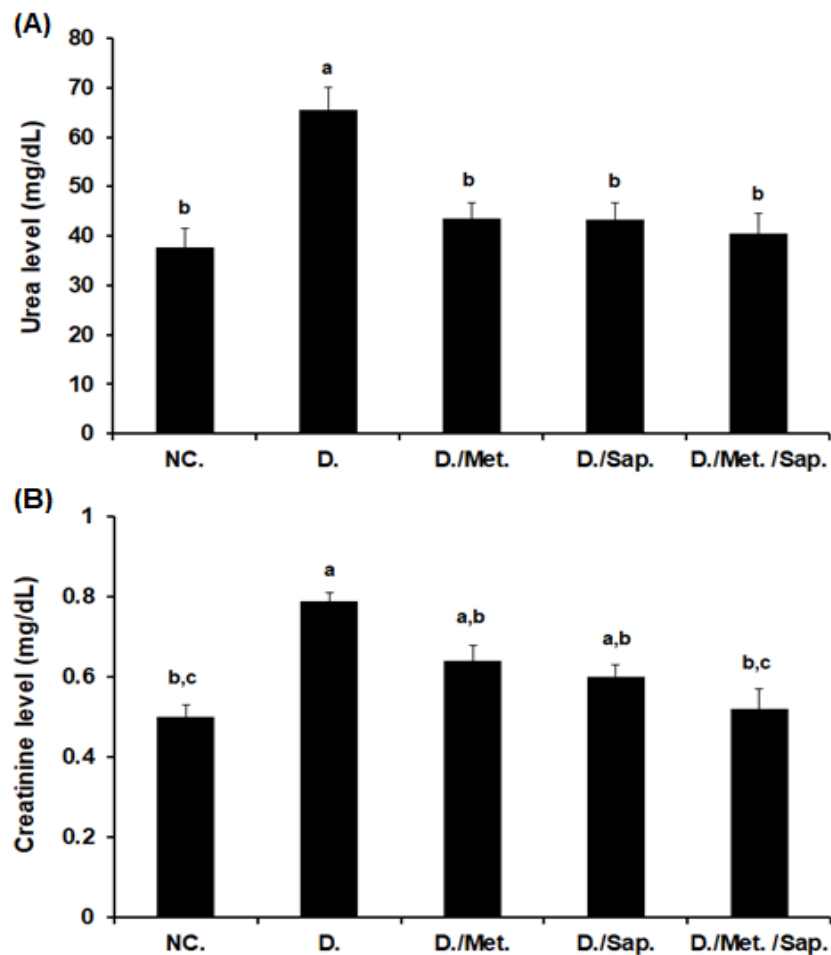 (A)
Urea level (mg/dL)
80
70
60
50
40
30
20
10
0
b
a
b
b
b
NC.
D.
D./Met.
D./Sap.
D./Met. /Sap.
(B)
Creatinine level (mg/dL)
1
0.8
0.6
0.4
0.2
0
b,c
a
a,b
a,b
b,c
NC.
D.
D./Met.
D./Sap.
D./Met. /Sap.